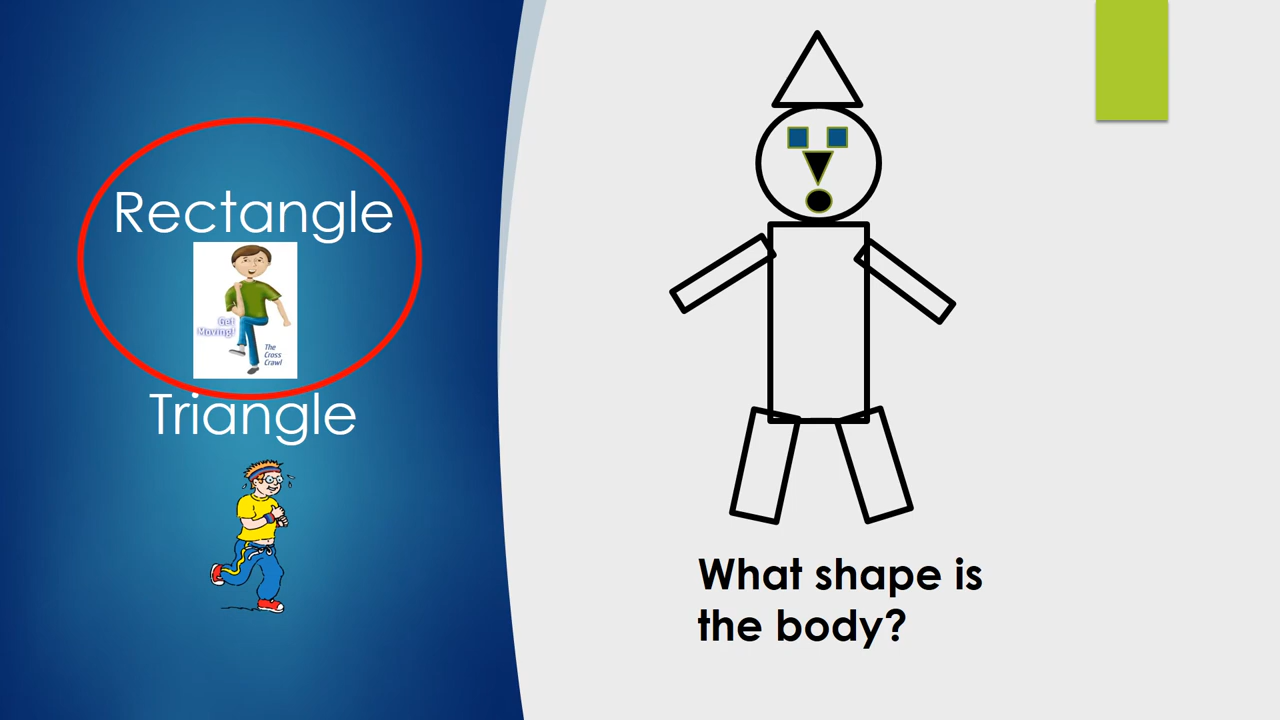 Rectangle
Get
Moving!
The
Cross
Crawl
Triangle
What shape is
the body?